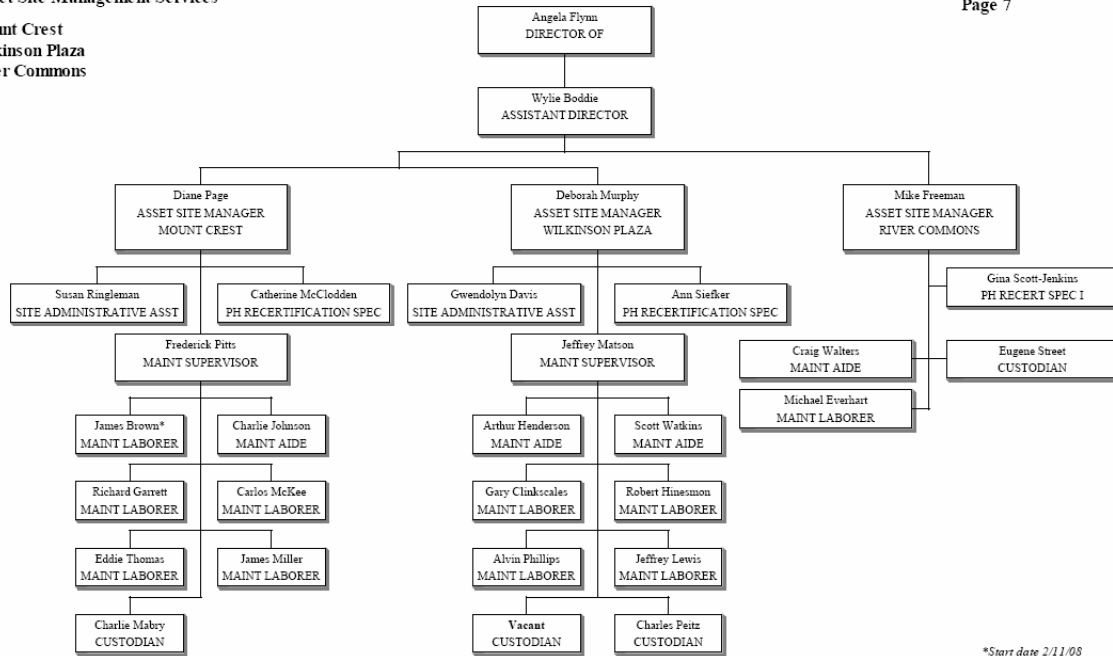 Site Management Services
Page 7
Crest
Plaza
Commons
Angela Flynn
DIRECTOR OF
Wylie Boddie
ASSISTANT DIRECTOR
Diane Page
ASSET SITE MANAGER
MOUNT CREST
Deborah Murphy
ASSET SITE MANAGER
WILKINSON PLAZA
Mike Freeman
ASSET SITE MANAGER
RIVER COMMONS
Susan Ringleman
SITE ADMINISTRATIVE ASST
Catherine McClodden
PH RECERTIFICATION SPEC
Gwendolyn Davis
SITE ADMINISTRATIVE ASST
Ann Siefker
PH RECERTIFICATION SPEC
Gina Scott-Jenkins
PH RECERT SPEC I
Frederick Pitts
MAINT SUPERVISOR
Jeffrey Matson
MAINT SUPERVISOR
Craig Walters
MAINT AIDE
Eugene Street
CUSTODIAN
Michael Everhart
MAINT LABORER
James Brown*
MAINT LABORER
Charlie Johnson
MAINT AIDE
Arthur Henderson
MAINT AIDE
Scott Watkins
MAINT AIDE
Richard Garrett
MAINT LABORER
Carlos McKee
MAINT LABORER
Gary Clinkscales
MAINT LABORER
Robert Hinesmon
MAINT LABORER
Eddie Thomas
MAINT LABORER
James Miller
MAINT LABORER
Alvin Phillips
MAINT LABORER
Jeffrey Lewis
MAINT LABORER
Charlie Mabry
CUSTODIAN
Vacant
CUSTODIAN
Charles Peitz
CUSTODIAN
*Start date 2/11/08